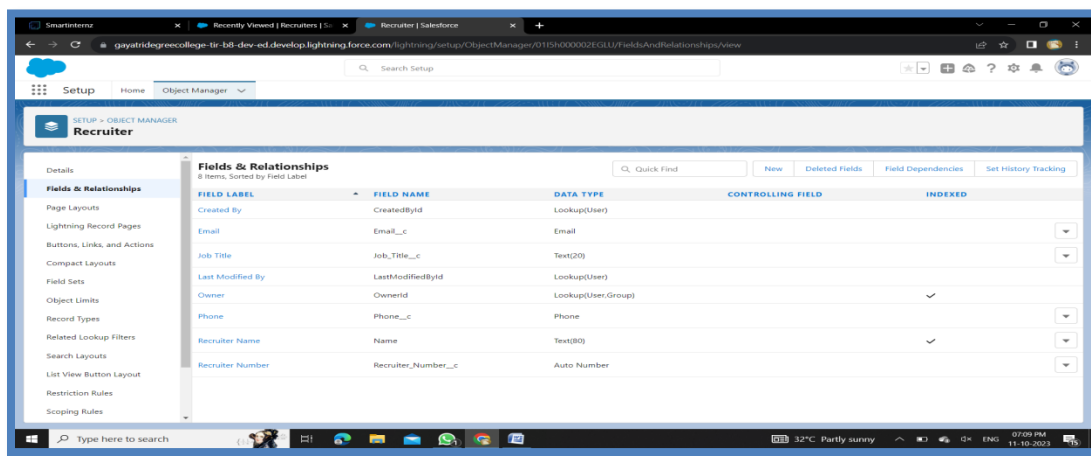 Smartinternz
Recently Viewed | Recruiters | Sa
Recruiter | Salesforce
gayatridegreecollege-tir-b8-dev-ed.develop.lightning.force.com/lightning/setup/ObjectManager/01I5h000002EGLU/FieldsAndRelationships/view
Search Setup
Setup Home Object Manager
SETUP > OBJECT MANAGER
Recruiter
Details
Fields & Relationships
Page Layouts
Lightning Record Pages
Buttons, Links, and Actions
Compact Layouts
Field Sets
Object Limits
Record Types
Related Lookup Filters
Search Layouts
List View Button Layout
Restriction Rules
Scoping Rules
Fields & Relationships
8 Items, Sorted by Field Label
Quick Find
New Deleted Fields Field Dependencies Set History Tracking
FIELD LABEL FIELD NAME DATA TYPE CONTROLLING FIELD INDEXED
Created By CreatedById Lookup(User)
Email Email__c Email
Job Title Job_Title__c Text(20)
Last Modified By LastModifiedById Lookup(User)
Owner OwnerId Lookup(User,Group)
Phone Phone__c Phone
Recruiter Name Name Text(80)
Recruiter Number Recruiter_Number__c Auto Number
Type here to search
32°C Partly sunny
ENG
07:09 PM
11-10-2023
15